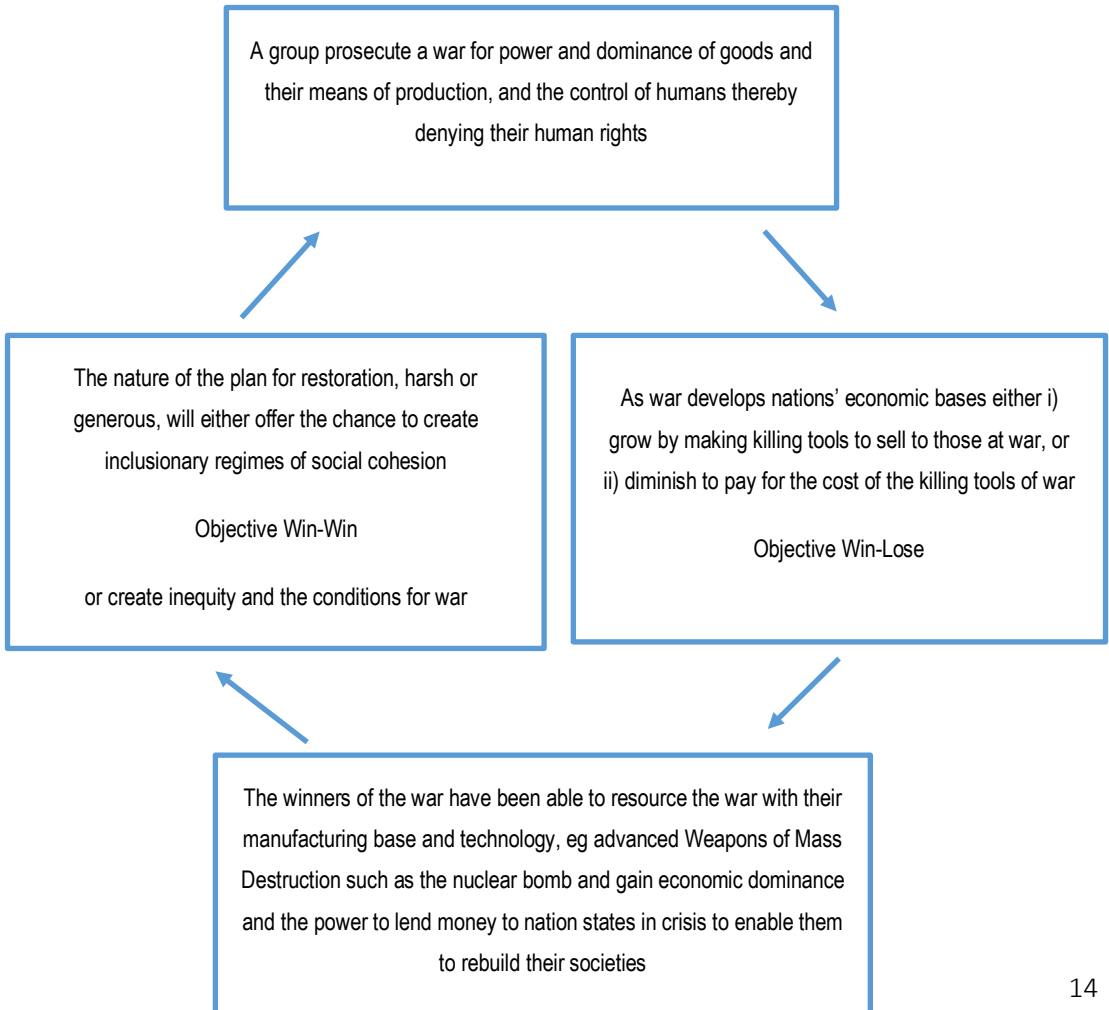 A group prosecute a war for power and dominance of goods and
their means of production, and the control of humans thereby
denying their human rights
The nature of the plan for restoration, harsh or
generous, will either offer the chance to create
inclusionary regimes of social cohesion
Objective Win-Win
or create inequity and the conditions for war
As war develops nations’ economic bases either i)
grow by making killing tools to sell to those at war, or
ii) diminish to pay for the cost of the killing tools of war
Objective Win-Lose
The winners of the war have been able to resource the war with their
manufacturing base and technology, eg advanced Weapons of Mass
Destruction such as the nuclear bomb and gain economic dominance
and the power to lend money to nation states in crisis to enable them
to rebuild their societies
14